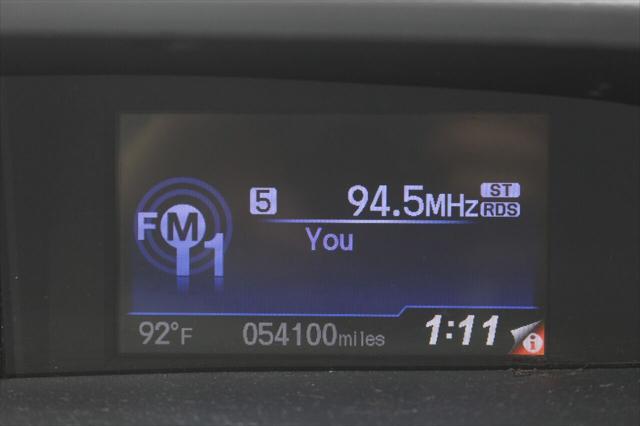 FM1 5 94.5MHz ST
RDS
You
92°F 054100miles 1:11 i